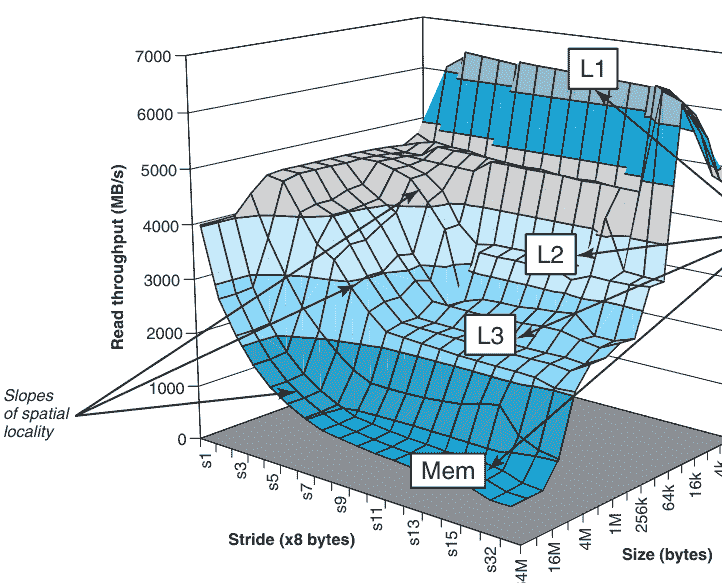 7000
6000
5000
4000
3000
2000
1000
0
Read throughput (MB/s)
L1
L2
L3
Mem
Slopes
of spatial
locality
s1
s3
s5
s7
s9
s11
s13
s15
s32
Stride (x8 bytes)
4M
16M
4M
1M
256k
64k
16k
4k
Size (bytes)